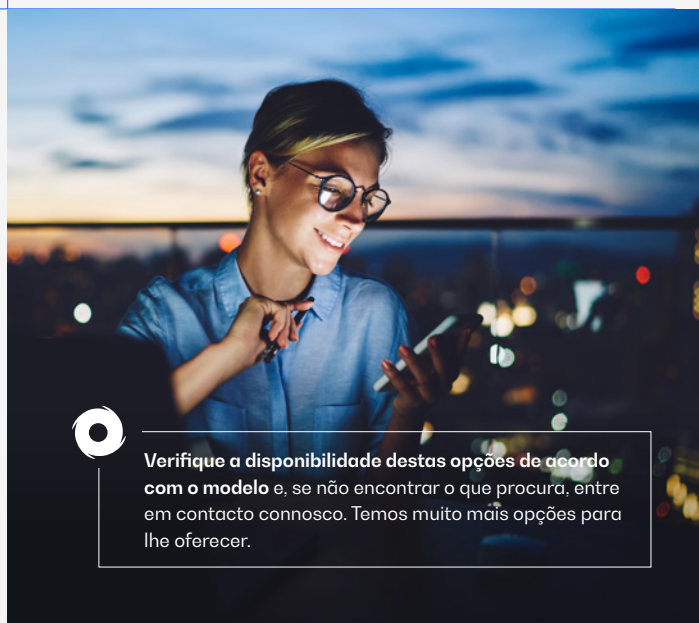 Verifique a disponibilidade destas opções de acordo
com o modelo e, se não encontrar o que procura, entre
em contacto connosco. Temos muito mais opções para
lhe oferecer.